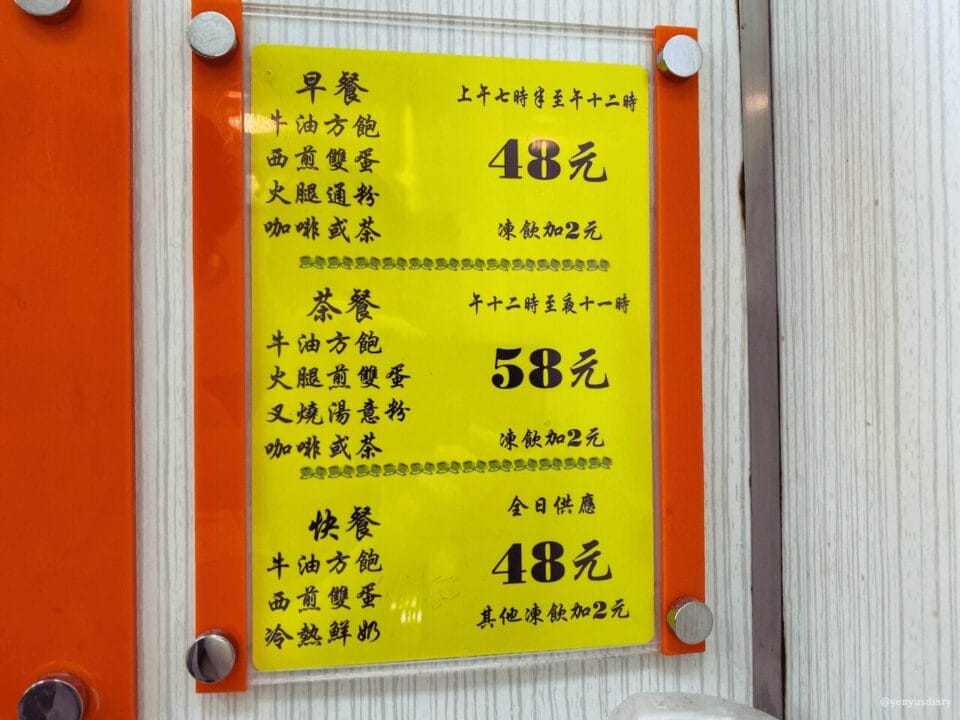 早餐
上午七時半至午十二時
牛油方飽
西煎雙蛋
48元
火腿通粉
咖啡或茶
凍飲加2元
茶餐
午十二時至夜十一時
牛油方飽
火腿煎雙蛋
58元
叉燒湯意粉
咖啡或茶
凍飲加2元
快餐
全日供應
牛油方飽
西煎雙蛋
48元
冷熱鮮奶
其他凍飲加2元
@yenyusdiary